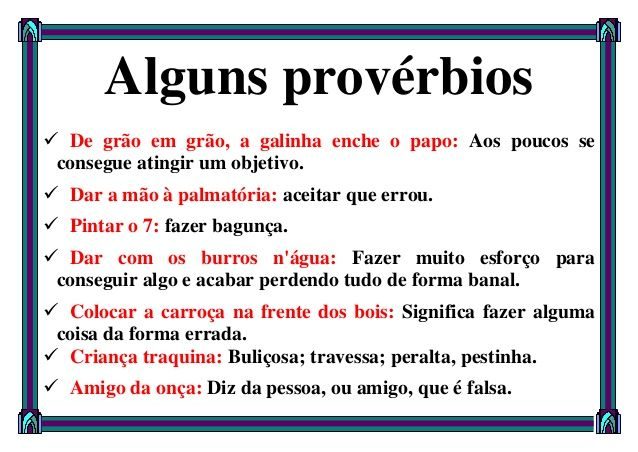 Alguns provérbios
✓ De grão em grão, a galinha enche o papo: Aos poucos se
consegue atingir um objetivo.
✓ Dar a mão à palmatória: aceitar que errou.
✓ Pintar o 7: fazer bagunça.
✓ Dar com os burros n'água: Fazer muito esforço para
conseguir algo e acabar perdendo tudo de forma banal.
✓ Colocar a carroça na frente dos bois: Significa fazer alguma
coisa da forma errada.
✓ Criança traquina: Buliçosa; travessa; peralta, pestinha.
✓ Amigo da onça: Diz da pessoa, ou amigo, que é falsa.